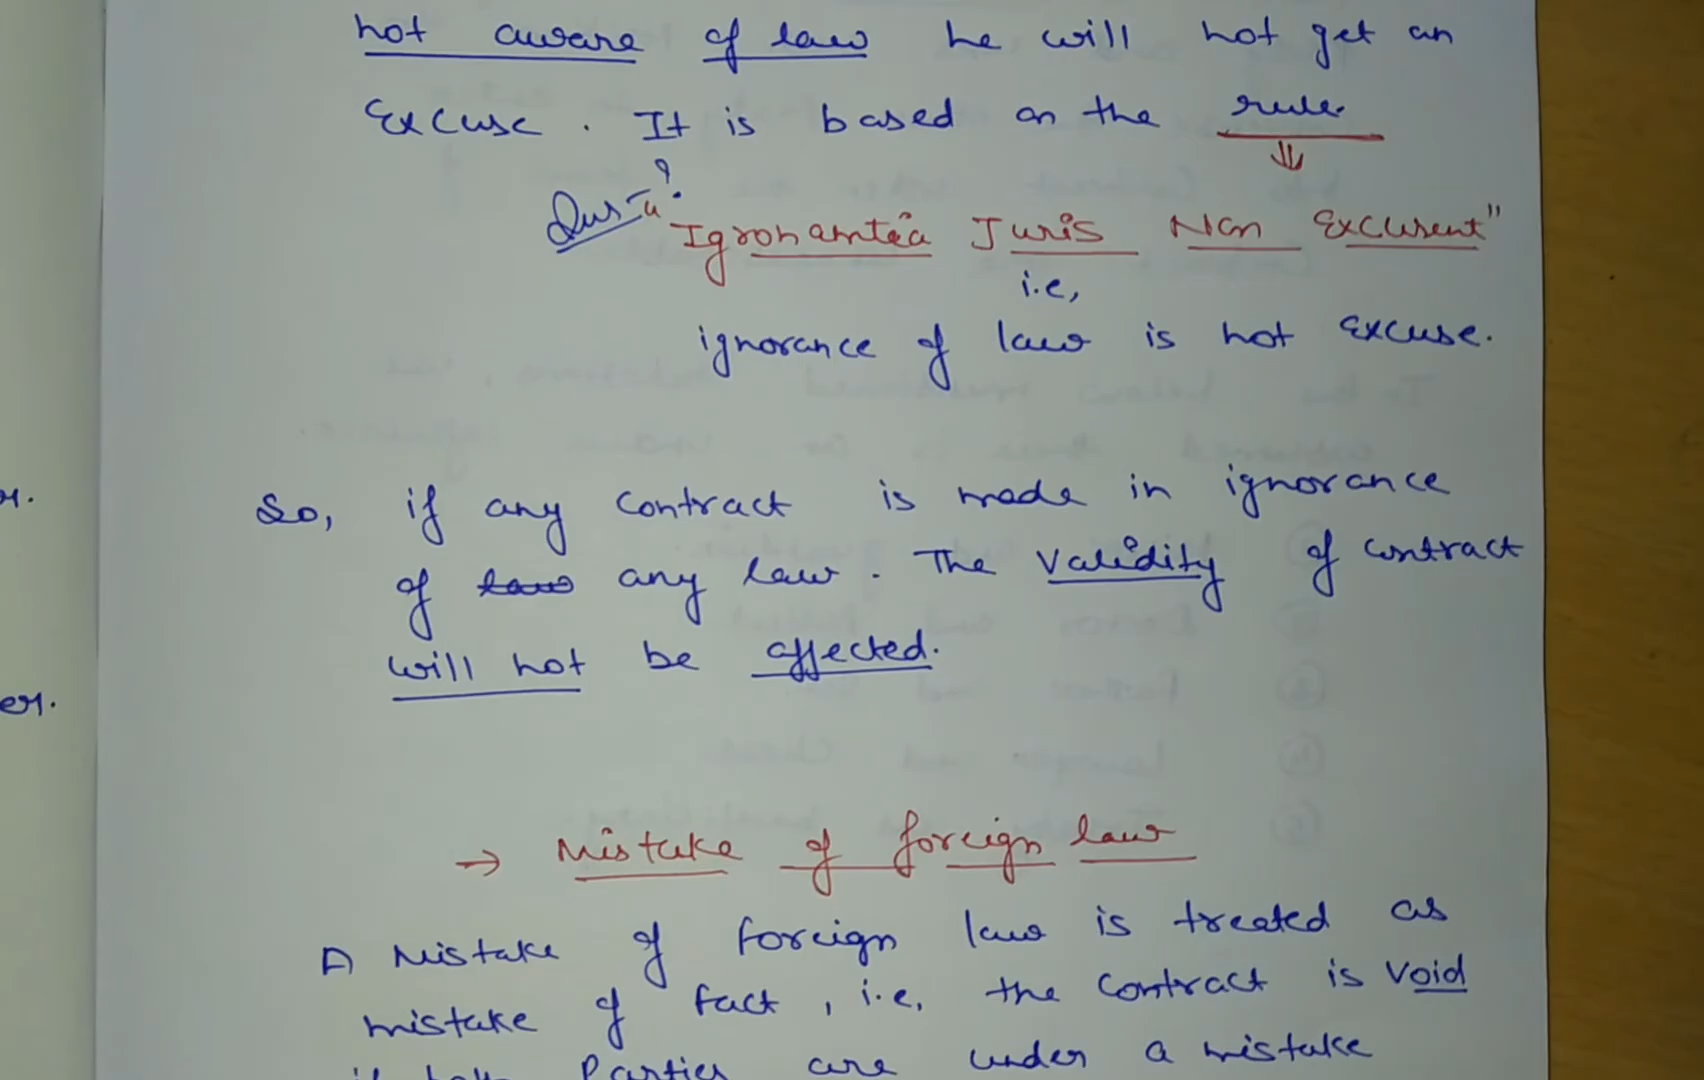 not aware of law he will not get an
Excuse. It is based on the rule.
Qus-?
"Igronamtia Juris Non Excusent"
i.e,
ignorance of law is not excuse.
So, if any contract is made in ignorance
of law any law. The validity of contract
will not be affected.
→ Mistake of foreign law
A Mistake of foreign law is treated as
mistake of fact, i.e. the contract is void
Parties are under a mistake
er.